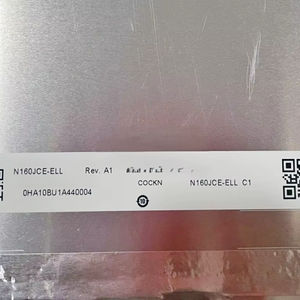 N160JCE-ELL Rev. A1
COCKN N160JCE-ELL C1
0HA10BU1A440004